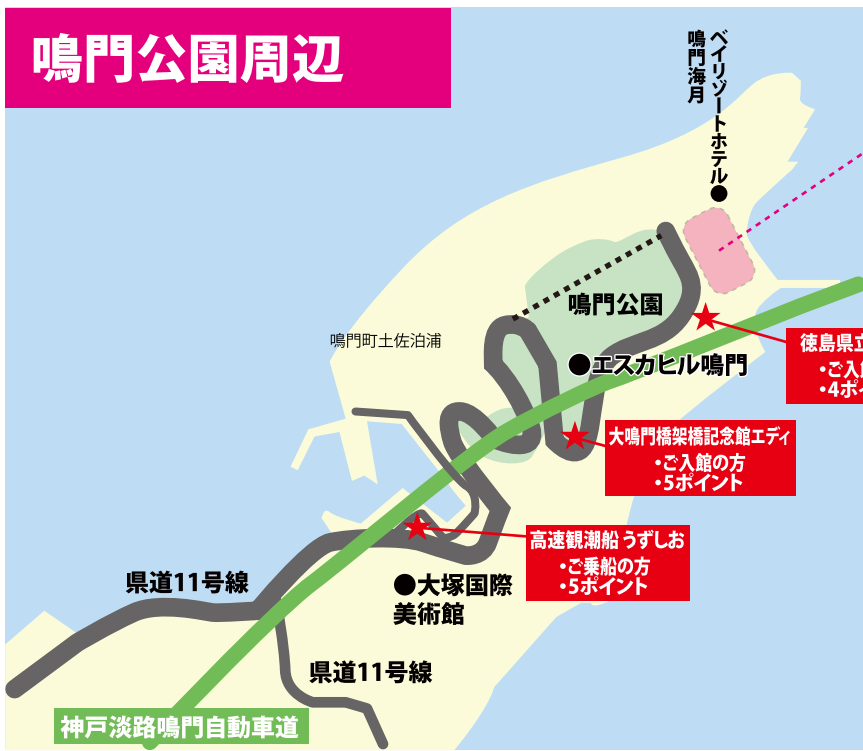 鳴門公園周辺
ベイリゾートホテル
鳴門海月
鳴門公園
鳴門町土佐泊浦
徳島県立
・ご入館
・4ポイ
エスカヒル鳴門
大鳴門橋架橋記念館エディ
・ご入館の方
・5ポイント
高速観潮船 うずしお
・ご乗船の方
・5ポイント
県道11号線
大塚国際
美術館
県道11号線
神戸淡路鳴門自動車道